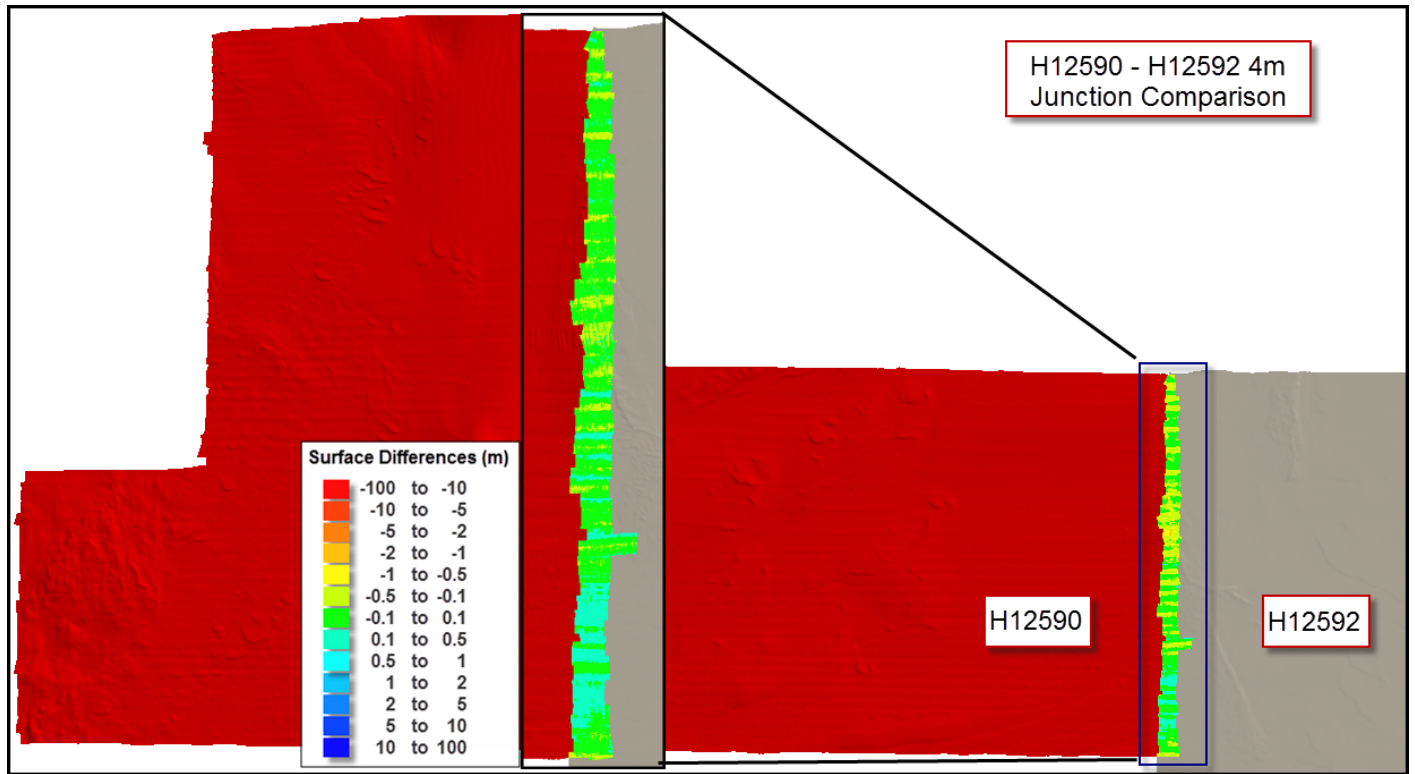 H12590 - H12592 4m
Junction Comparison
Surface Differences (m)
-100 to -10
-10 to -5
-5 to -2
-2 to -1
-1 to -0.5
-0.5 to -0.1
-0.1 to 0.1
0.1 to 0.5
0.5 to 1
1 to 2
2 to 5
5 to 10
10 to 100
H12590
H12592